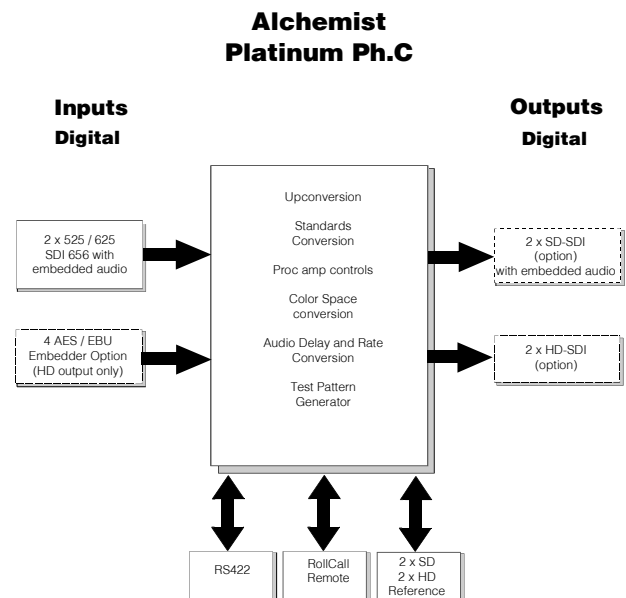 Alchemist
Platinum Ph.C
Inputs
Digital
Outputs
Digital
2 x 525 / 625
SDI 656 with
embedded audio
4 AES / EBU
Embedder Option
(HD output only)
Upconversion
Standards
Conversion
Proc amp controls
Color Space
conversion
Audio Delay and Rate
Conversion
Test Pattern
Generator
2 x SD-SDI
(option)
with embedded audio
2 x HD-SDI
(option)
RS422
RollCall
Remote
2 x SD
2 x HD
Reference